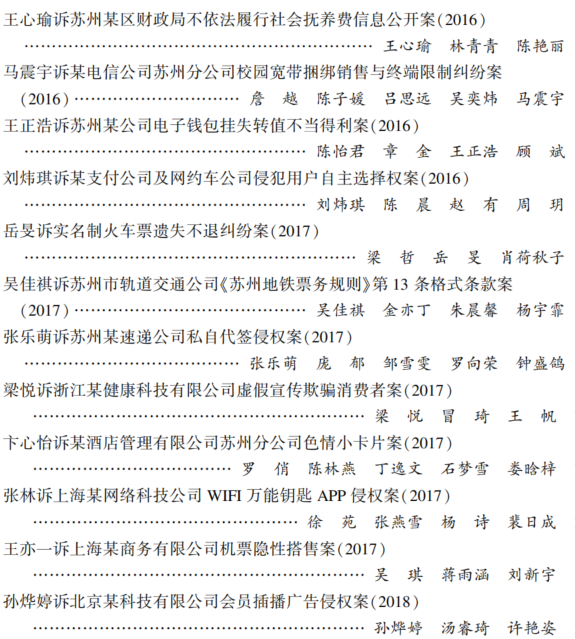 王心瑜诉苏州某区财政局不依法履行社会抚养费信息公开案(2016)
……………………………………………… 王心瑜 林青青 陈艳丽
马震宇诉某电信公司苏州分公司校园宽带捆绑销售与终端限制纠纷案
(2016)………………………… 詹 越 陈子媛 吕思远 吴奕炜 马震宇
王正浩诉苏州某公司电子钱包挂失转值不当得利案(2016)
……………………………………… 陈怡君 章 金 王正浩 顾 斌
刘炜琪诉某支付公司及网约车公司侵犯用户自主选择权案(2016)
……………………………………… 刘炜琪 陈 晨 赵 有 周 玥
岳旻诉实名制火车票遗失不退纠纷案(2017)
……………………………………………… 梁 哲 岳 旻 肖荷秋子
吴佳祺诉苏州市轨道交通公司《苏州地铁票务规则》第 13 条格式条款案
(2017)……………………………… 吴佳祺 金亦丁 朱晨馨 杨宇霏
张乐萌诉苏州某速递公司私自代签侵权案(2017)
……………………………… 张乐萌 庞 郁 邹雪雯 罗向荣 钟盛鸽
梁悦诉浙江某健康科技有限公司虚假宣传欺骗消费者案(2017)
……………………………………………… 梁 悦 冒 琦 王 帆
卞心怡诉某酒店管理有限公司苏州分公司色情小卡片案(2017)
…………………………… 罗 俏 陈林燕 丁逸文 石梦雪 娄晗梓
张林诉上海某网络科技公司 WIFI 万能钥匙 APP 侵权案(2017)
……………………………………… 徐 苑 张燕雪 杨 诗 裴日成
王亦一诉上海某商务有限公司机票隐性搭售案(2017)
……………………………………………… 吴 琪 蒋雨涵 刘新宇
孙烨婷诉北京某科技有限公司会员插播广告侵权案(2018)
……………………………………………… 孙烨婷 汤睿琦 许艳姿